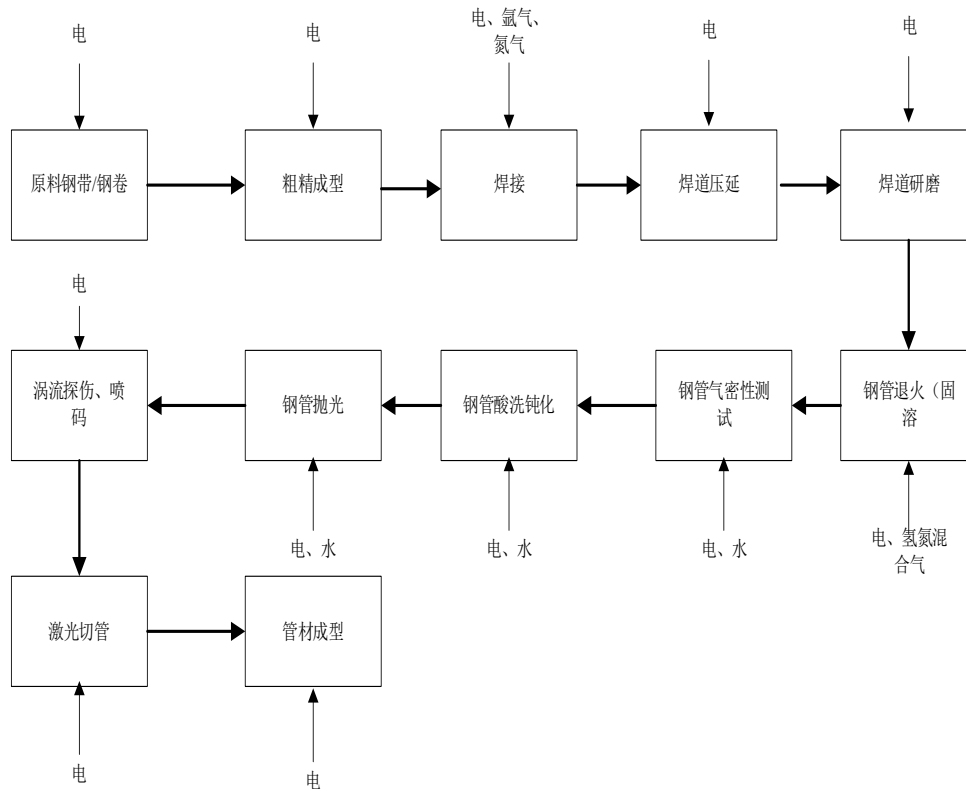 电
电
电、氩气、
氮气
电
电
原料钢带/钢卷
粗精成型
焊接
焊道压延
焊道研磨
电
涡流探伤、喷
码
钢管抛光
钢管酸洗钝化
钢管气密性测
试
钢管退火（固
溶
电、水
电、水
电、水
电、氢氮混
合气
激光切管
管材成型
电
电